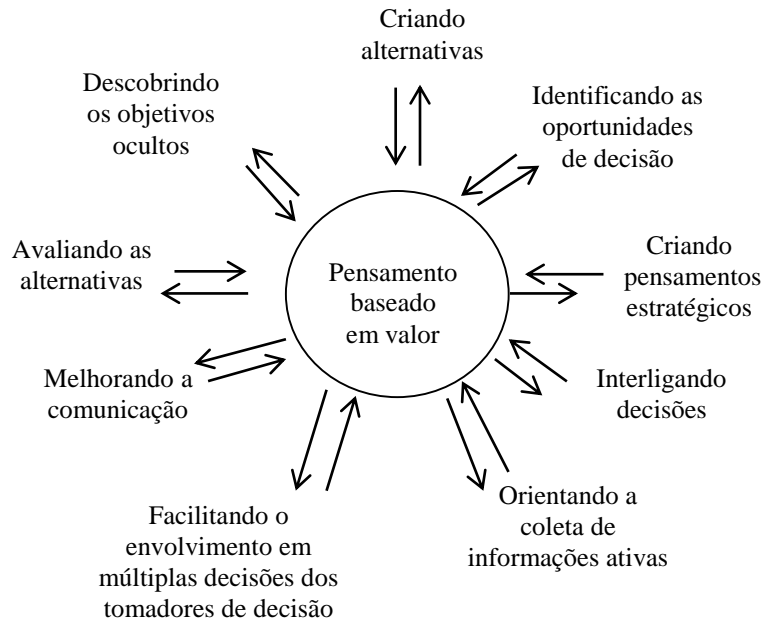 Criando
alternativas
Identificando as
oportunidades
de decisão
Criando
pensamentos
estratégicos
Interligando
decisões
Orientando a
coleta de
informações ativas
Facilitando o
envolvimento em
múltiplas decisões dos
tomadores de decisão
Melhorando a
comunicação
Avaliando as
alternativas
Descobrindo
os objetivos
ocultos
Pensamento
baseado
em valor